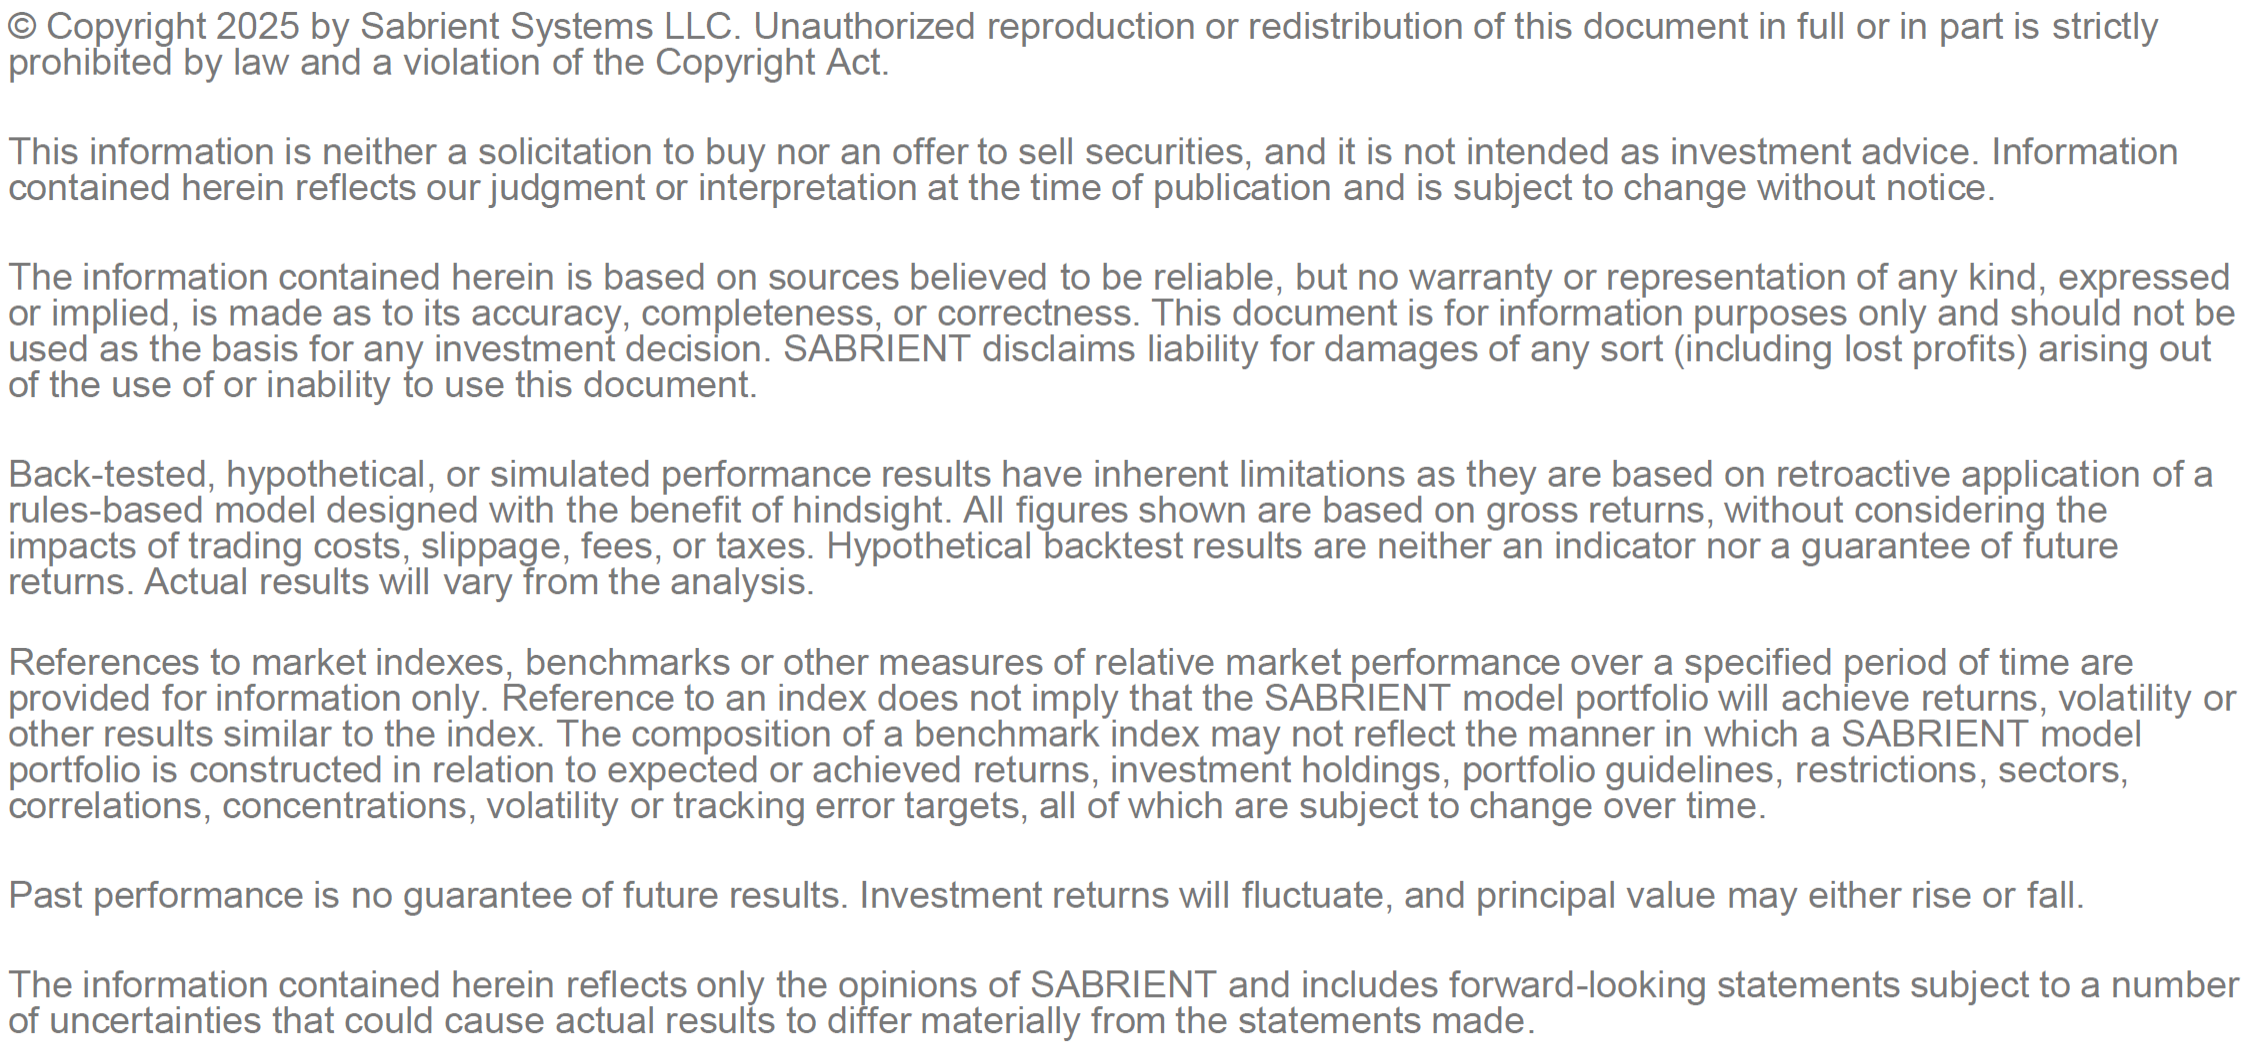 © Copyright 2025 by Sabrient Systems LLC. Unauthorized reproduction or redistribution of this document in full or in part is strictly
prohibited by law and a violation of the Copyright Act.
This information is neither a solicitation to buy nor an offer to sell securities, and it is not intended as investment advice. Information
contained herein reflects our judgment or interpretation at the time of publication and is subject to change without notice.
The information contained herein is based on sources believed to be reliable, but no warranty or representation of any kind, expressed
or implied, is made as to its accuracy, completeness, or correctness. This document is for information purposes only and should not be
used as the basis for any investment decision. SABRIENT disclaims liability for damages of any sort (including lost profits) arising out
of the use of or inability to use this document.
Back-tested, hypothetical, or simulated performance results have inherent limitations as they are based on retroactive application of a
rules-based model designed with the benefit of hindsight. All figures shown are based on gross returns, without considering the
impacts of trading costs, slippage, fees, or taxes. Hypothetical backtest results are neither an indicator nor a guarantee of future
returns. Actual results will vary from the analysis.
References to market indexes, benchmarks or other measures of relative market performance over a specified period of time are
provided for information only. Reference to an index does not imply that the SABRIENT model portfolio will achieve returns, volatility or
other results similar to the index. The composition of a benchmark index may not reflect the manner in which a SABRIENT model
portfolio is constructed in relation to expected or achieved returns, investment holdings, portfolio guidelines, restrictions, sectors,
correlations, concentrations, volatility or tracking error targets, all of which are subject to change over time.
Past performance is no guarantee of future results. Investment returns will fluctuate, and principal value may either rise or fall.
The information contained herein reflects only the opinions of SABRIENT and includes forward-looking statements subject to a number
of uncertainties that could cause actual results to differ materially from the statements made.